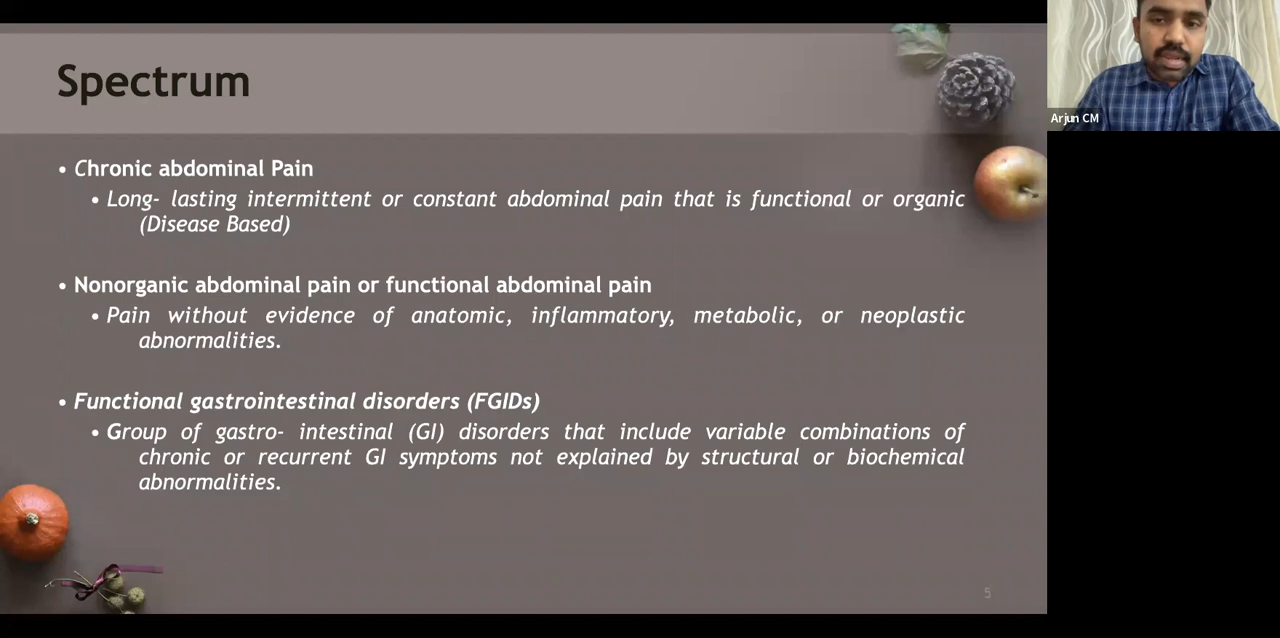 Spectrum
• Chronic abdominal Pain
• Long- lasting intermittent or constant abdominal pain that is functional or organic
(Disease Based)
• Nonorganic abdominal pain or functional abdominal pain
• Pain without evidence of anatomic, inflammatory, metabolic, or neoplastic
abnormalities.
• Functional gastrointestinal disorders (FGIDs)
• Group of gastro- intestinal (GI) disorders that include variable combinations of
chronic or recurrent GI symptoms not explained by structural or biochemical
abnormalities.
5
Arjun CM